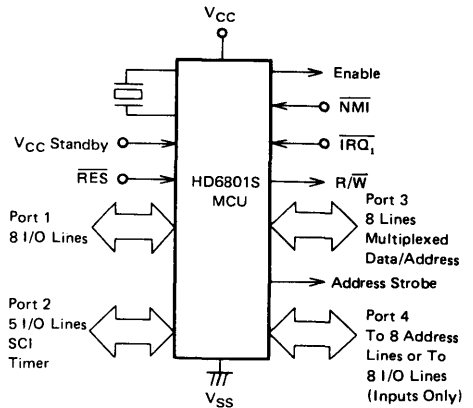 VCC
Enable
NMI
VCC Standby
IRQ1
RES
HD6801S
MCU
R/W
Port 1
8 I/O Lines
Port 3
8 Lines
Multiplexed
Data/Address
Address Strobe
Port 2
5 I/O Lines
SCI
Timer
Port 4
To 8 Address
Lines or To
8 I/O Lines
(Inputs Only)
VSS